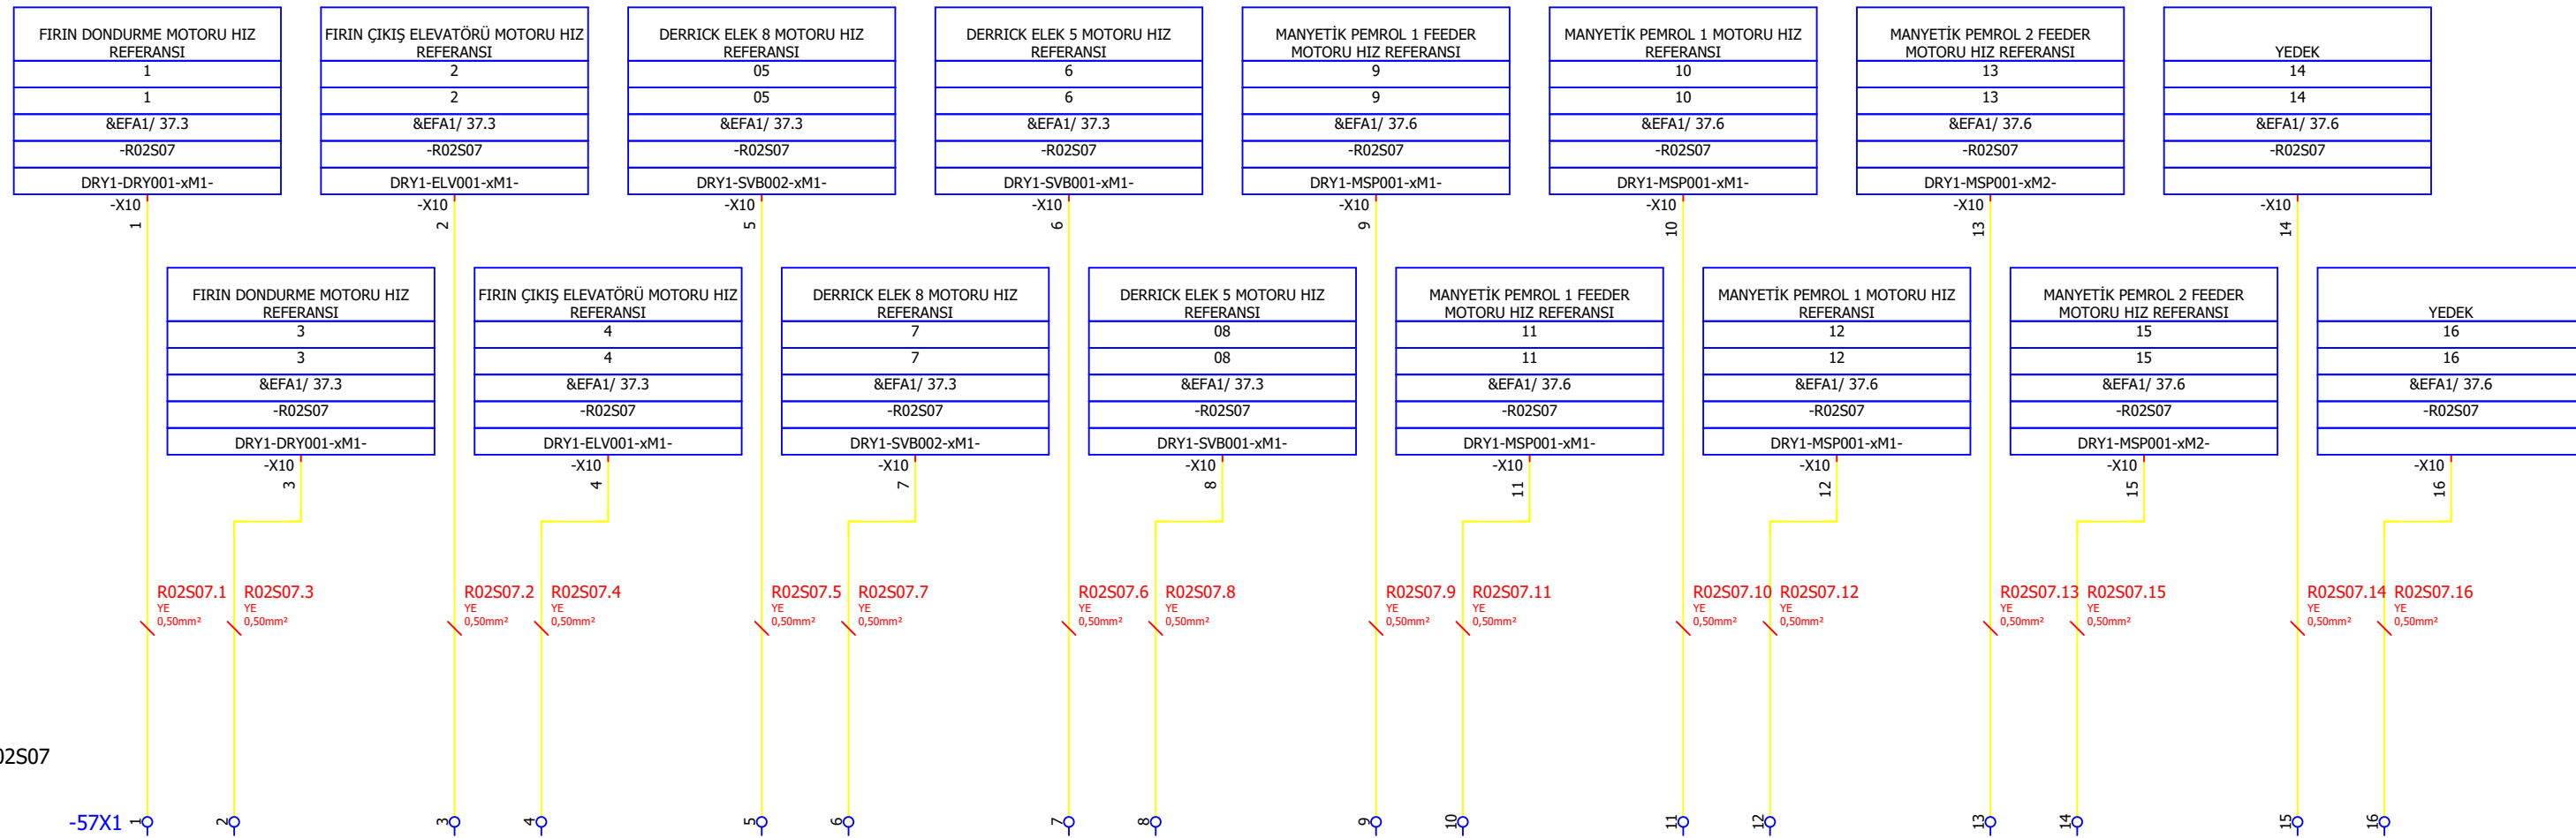 FIRIN DONDURME MOTORU HIZ
REFERANSI
1
1
&EFA1/ 37.3
-R02S07
DRY1-DRY001-xM1-
-X10
1
FIRIN ÇIKIŞ ELEVATÖRÜ MOTORU HIZ
REFERANSI
2
2
&EFA1/ 37.3
-R02S07
DRY1-ELV001-xM1-
-X10
2
DERRICK ELEK 8 MOTORU HIZ
REFERANSI
05
05
&EFA1/ 37.3
-R02S07
DRY1-SVB002-xM1-
-X10
5
DERRICK ELEK 5 MOTORU HIZ
REFERANSI
6
6
&EFA1/ 37.3
-R02S07
DRY1-SVB001-xM1-
-X10
6
MANYETİK PEMROL 1 FEEDER
MOTORU HIZ REFERANSI
9
9
&EFA1/ 37.6
-R02S07
DRY1-MSP001-xM1-
-X10
9
MANYETİK PEMROL 1 MOTORU HIZ
REFERANSI
10
10
&EFA1/ 37.6
-R02S07
DRY1-MSP001-xM1-
-X10
10
MANYETİK PEMROL 2 FEEDER
MOTORU HIZ REFERANSI
13
13
&EFA1/ 37.6
-R02S07
DRY1-MSP001-xM2-
-X10
13
YEDEK
14
14
&EFA1/ 37.6
-R02S07
-X10
14
FIRIN DONDURME MOTORU HIZ
REFERANSI
3
3
&EFA1/ 37.3
-R02S07
DRY1-DRY001-xM1-
-X10
3
FIRIN ÇIKIŞ ELEVATÖRÜ MOTORU HIZ
REFERANSI
4
4
&EFA1/ 37.3
-R02S07
DRY1-ELV001-xM1-
-X10
4
DERRICK ELEK 8 MOTORU HIZ
REFERANSI
7
7
&EFA1/ 37.3
-R02S07
DRY1-SVB002-xM1-
-X10
7
DERRICK ELEK 5 MOTORU HIZ
REFERANSI
08
08
&EFA1/ 37.3
-R02S07
DRY1-SVB001-xM1-
-X10
8
MANYETİK PEMROL 1 FEEDER
MOTORU HIZ REFERANSI
11
11
&EFA1/ 37.6
-R02S07
DRY1-MSP001-xM1-
-X10
11
MANYETİK PEMROL 1 MOTORU HIZ
REFERANSI
12
12
&EFA1/ 37.6
-R02S07
DRY1-MSP001-xM1-
-X10
12
MANYETİK PEMROL 2 FEEDER
MOTORU HIZ REFERANSI
15
15
&EFA1/ 37.6
-R02S07
DRY1-MSP001-xM2-
-X10
15
YEDEK
16
16
&EFA1/ 37.6
-R02S07
-X10
16
R02S07.1
YE
0,50mm²
R02S07.3
YE
0,50mm²
R02S07.2
YE
0,50mm²
R02S07.4
YE
0,50mm²
R02S07.5
YE
0,50mm²
R02S07.7
YE
0,50mm²
R02S07.6
YE
0,50mm²
R02S07.8
YE
0,50mm²
R02S07.9
YE
0,50mm²
R02S07.11
YE
0,50mm²
R02S07.10
YE
0,50mm²
R02S07.12
YE
0,50mm²
R02S07.13
YE
0,50mm²
R02S07.15
YE
0,50mm²
R02S07.14
YE
0,50mm²
R02S07.16
YE
0,50mm²
02S07
-57X1
1
2
3
4
5
6
7
8
9
10
11
12
13
14
15
16